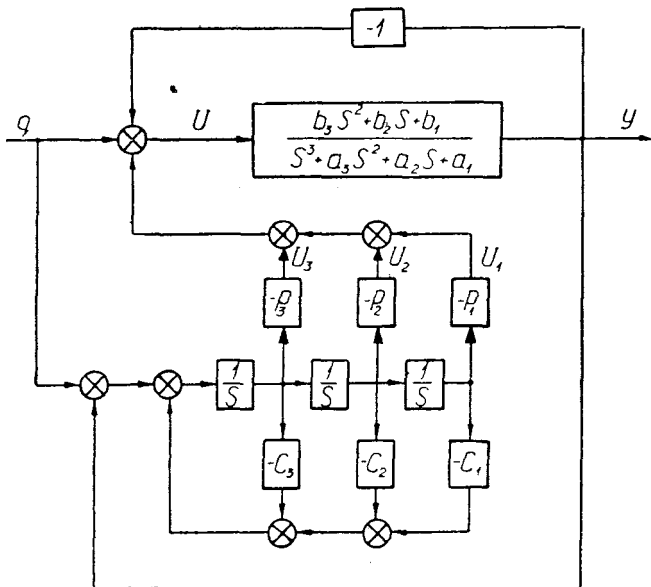 -1
g U b₃S²+b₂S+b₁ y
S³+a₃S²+a₂S+a₁
U₃ U₂ U₁
-P₃ -P₂ -P₁
1 1 1
S S S
-C₃ -C₂ -C₁